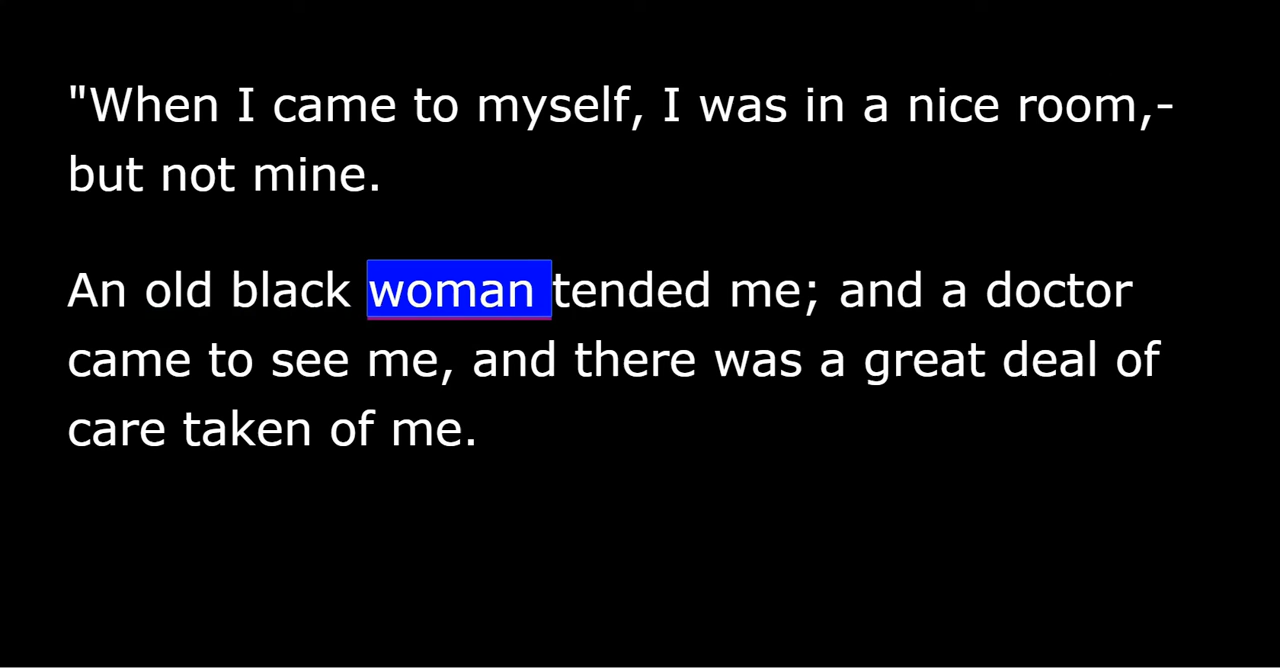 "When I came to myself, I was in a nice room,-
but not mine.
An old black woman tended me; and a doctor
came to see me, and there was a great deal of
care taken of me.